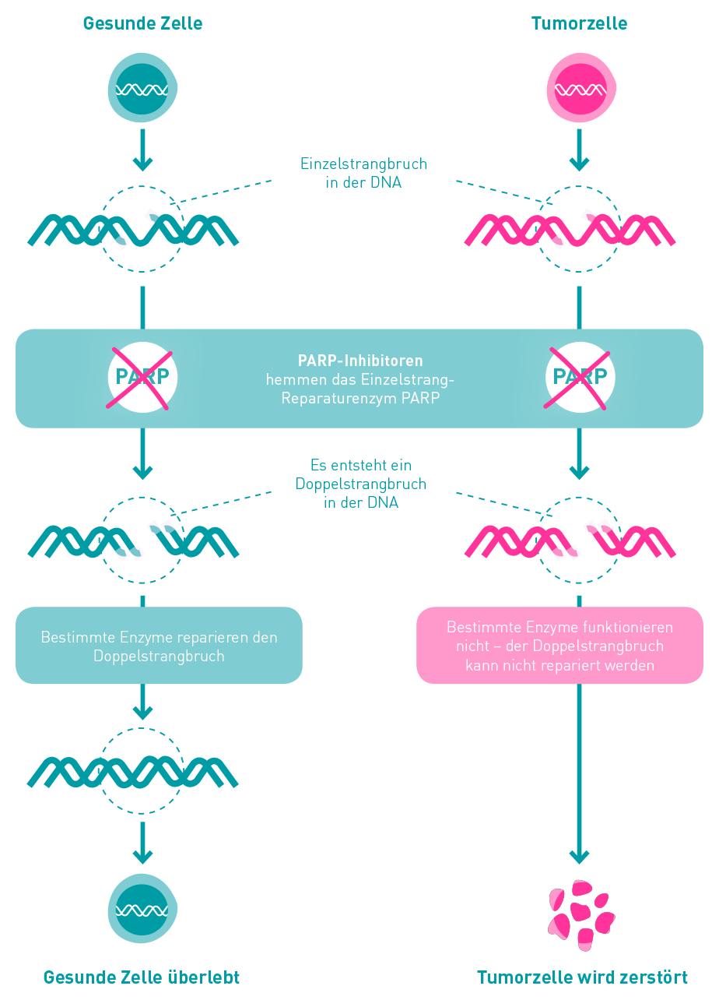 Gesunde Zelle
Tumorzelle
Einzelstrangbruch
in der DNA
PARP
PARP-Inhibitoren
hemmen das Einzelstrang-
Reparaturenzym PARP
PARP
Es entsteht ein
Doppelstrangbruch
in der DNA
Bestimmte Enzyme reparieren den
Doppelstrangbruch
Bestimmte Enzyme funktionieren
nicht – der Doppelstrangbruch
kann nicht repariert werden
Gesunde Zelle überlebt
Tumorzelle wird zerstört